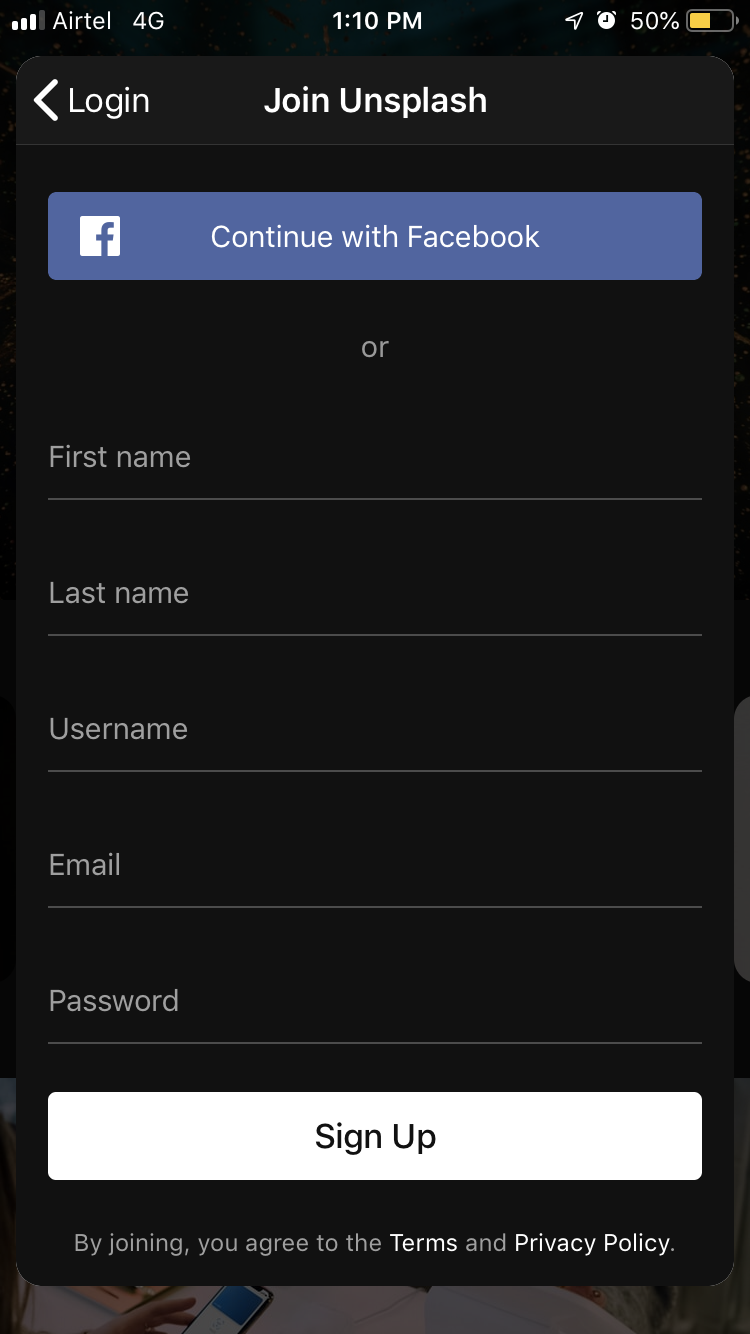 Airtel 4G 1:10 PM 50%
Login Join Unsplash
Continue with Facebook
or
First name
Last name
Username
Email
Password
Sign Up
By joining, you agree to the Terms and Privacy Policy.